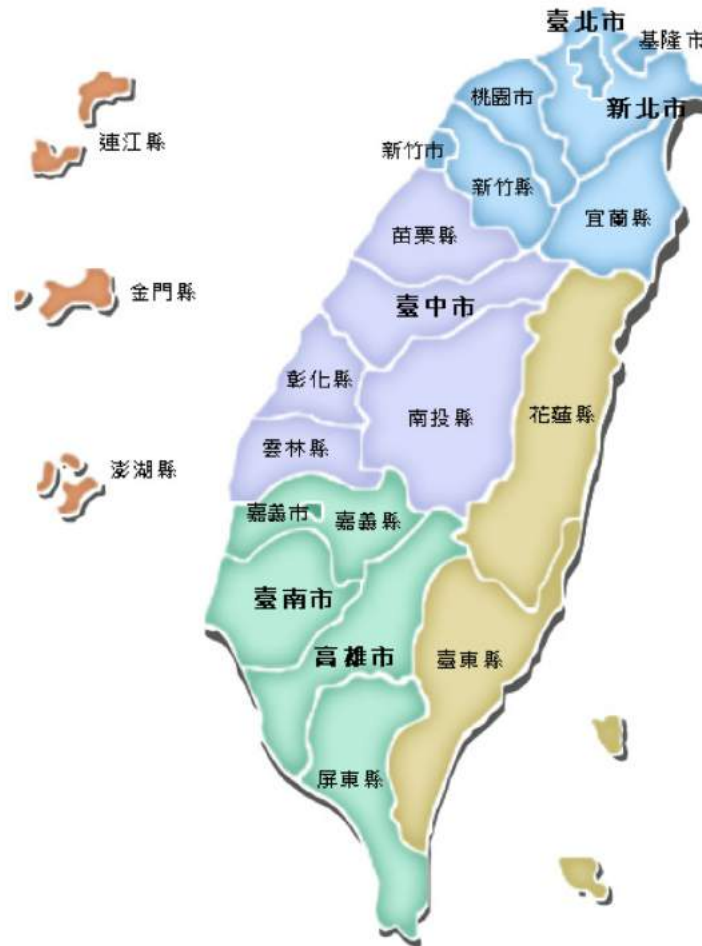 臺北市
基隆市
桃園市
新北市
連江縣
新竹市
新竹縣
宜蘭縣
苗栗縣
金門縣
臺中市
彰化縣
南投縣
花蓮縣
雲林縣
澎湖縣
嘉義市
嘉義縣
臺南市
高雄市
臺東縣
屏東縣